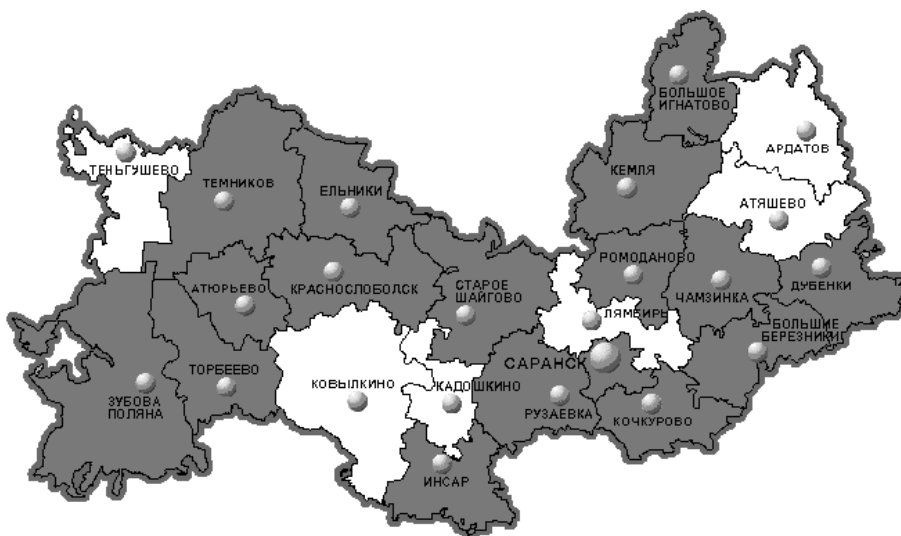 БОЛЬШОЕ
ИГНАТОВО
АРДАТОВ
ТЕНЬГУШЕВО
ТЕМНИКОВ
ЕЛЬНИКИ
КЕМЛЯ
АТЯШЕВО
АТЮРЬЕВО
КРАСНОСЛОБОЛСК
СТАРОЕ
ШАЙГОВО
РОМОДАНОВО
ЧАМЗИНКА
ДУБЕНКИ
ЛЯМБИРЬ
БОЛЬШИЕ
БЕРЕЗНИКИ
САРАНСК
ТОРБЕЕВО
ЗУБОВА
ПОЛЯНА
КОВЫЛКИНО
КАДОШКИНО
РУЗАЕВКА
КОЧКУРОВО
ИНСАР